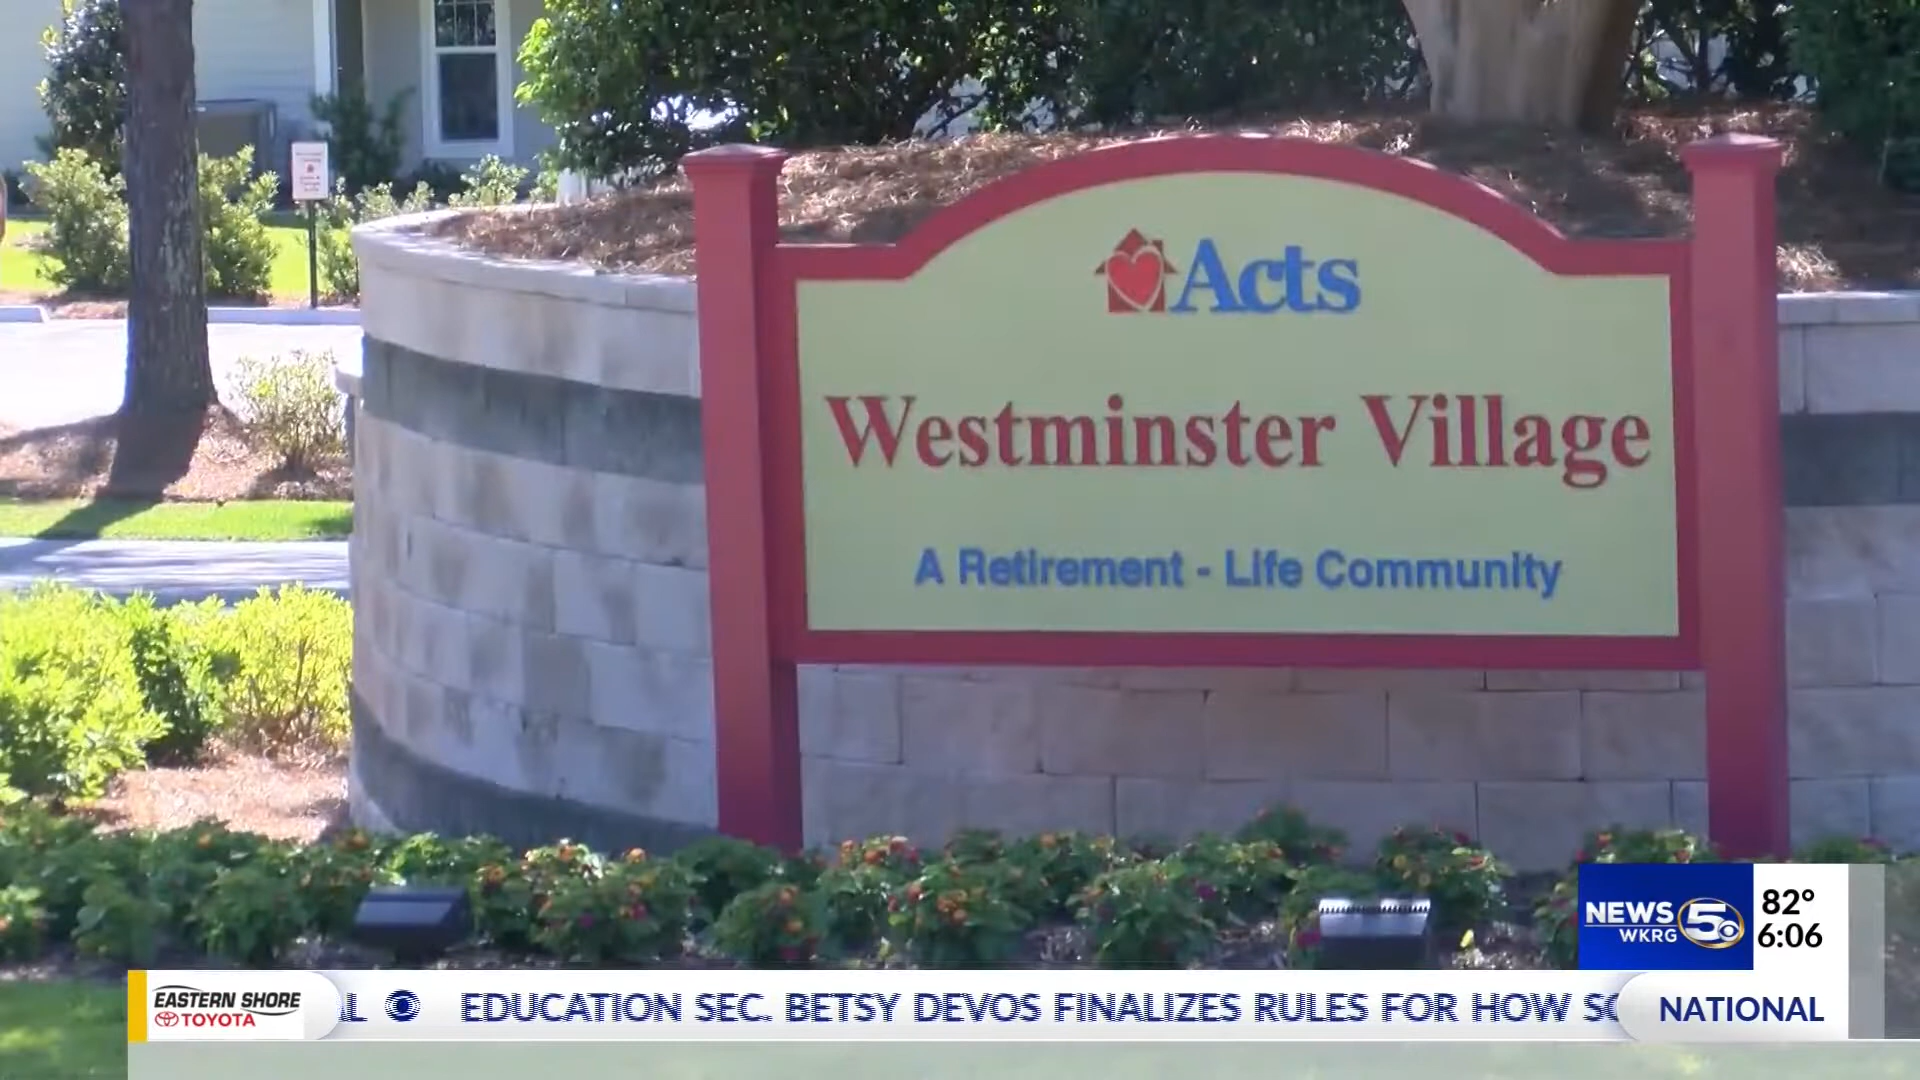 Acts
Westminster Village
A Retirement - Life Community
NEWS 5
WKRG
82°
6:06
EASTERN SHORE
TOYOTA
EDUCATION SEC. BETSY DEVOS FINALIZES RULES FOR HOW
NATIONAL